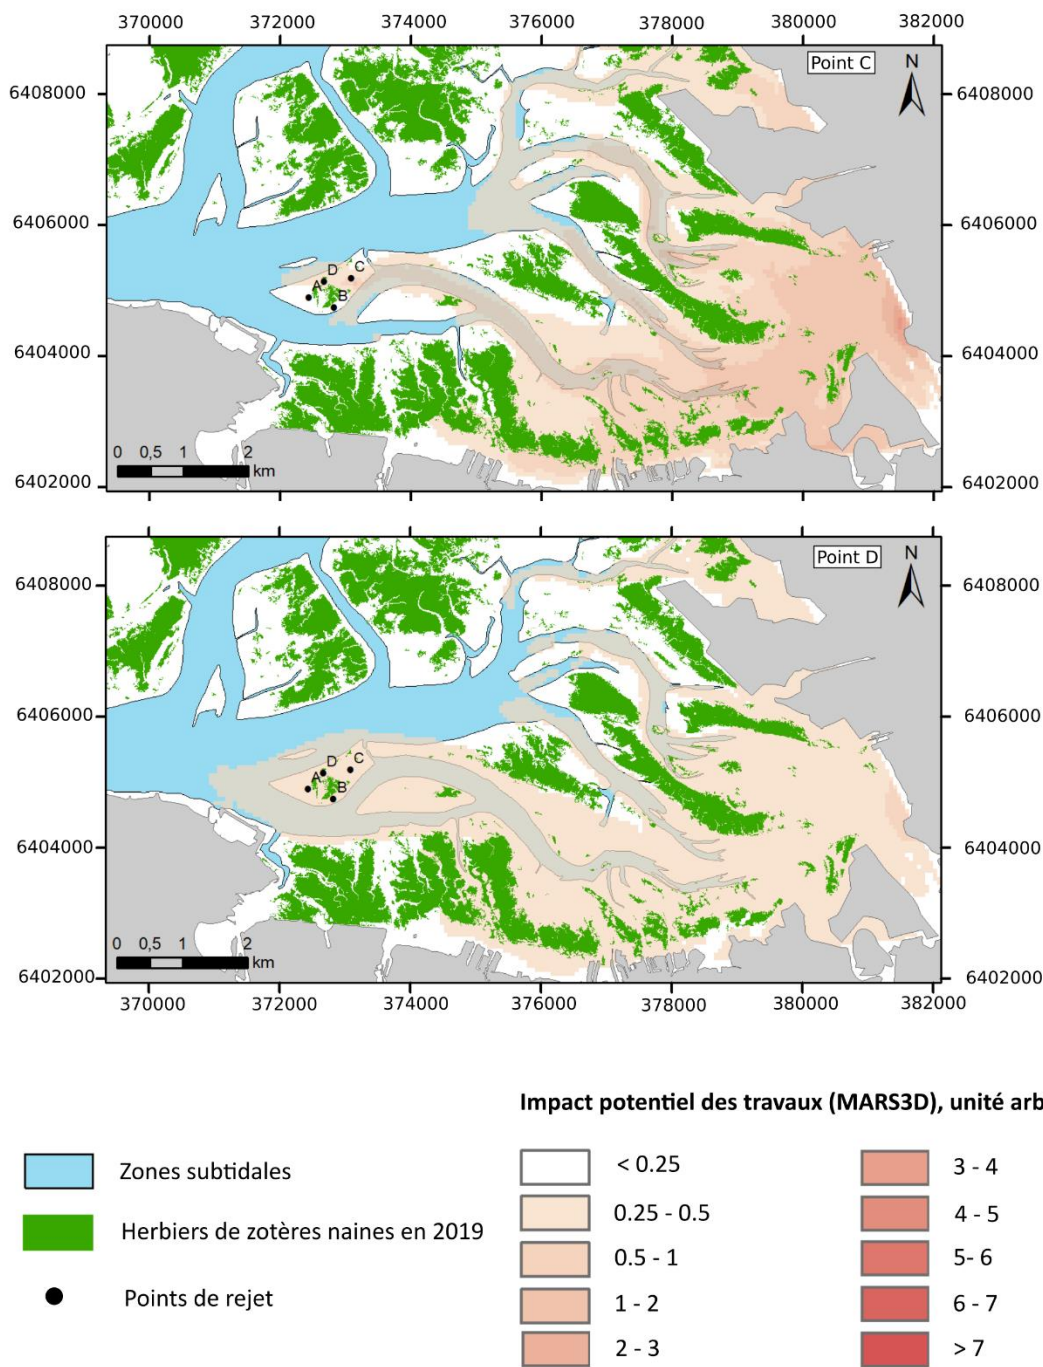 370000 372000 374000 376000 378000 380000 382000
Point C
N
6408000 6408000
6406000 6406000
D
C
A
B
6404000 6404000
0 0,5 1 2
km
6402000 6402000
Point D
N
6408000 6408000
6406000 6406000
D
C
A
B
6404000 6404000
0 0,5 1 2
km
6402000 6402000
370000 372000 374000 376000 378000 380000 382000
Impact potentiel des travaux (MARS3D), unité arb
Zones subtidales
Herbiers de zotères naines en 2019
Points de rejet
< 0.25
0.25 - 0.5
0.5 - 1
1 - 2
2 - 3
3 - 4
4 - 5
5- 6
6 - 7
> 7